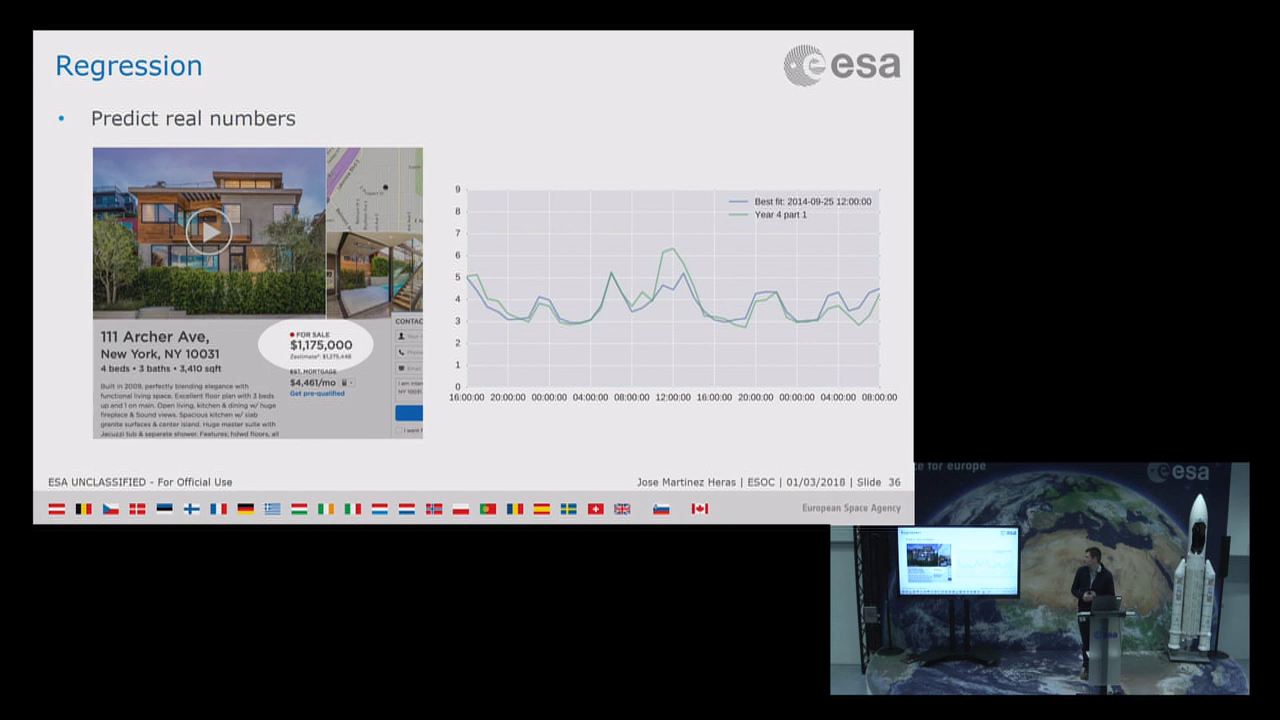 Regression
esa
• Predict real numbers
111 Archer Ave,
New York, NY 10031
4 beds • 3 baths • 3,410 sqft
Built in 2009, perfectly blending elegance with
functional living space. Excellent floor plan with 3 beds
up and 1 on main. Open living, kitchen & dining w/ huge
fireplace & Sound views. Spacious kitchen w/ slab
granite surfaces & center island. Huge master suite with
Jacuzzi tub & separate shower. Features: hdwd floors, all
FOR SALE
$1,175,000
EST. MORTGAGE
$4,461/mo
Get pre-qualified
CONTAC
9
8
7
6
5
4
3
2
1
0
Best fit: 2014-09-25 12:00:00
Year 4 part 1
16:00:00 20:00:00 00:00:00 04:00:00 08:00:00 12:00:00 16:00:00 20:00:00 00:00:00 04:00:00 08:00:00
ESA UNCLASSIFIED - For Official Use
Jose Martinez Heras | ESOC | 01/03/2018 | Slide 36
European Space Agency
e for europe
esa